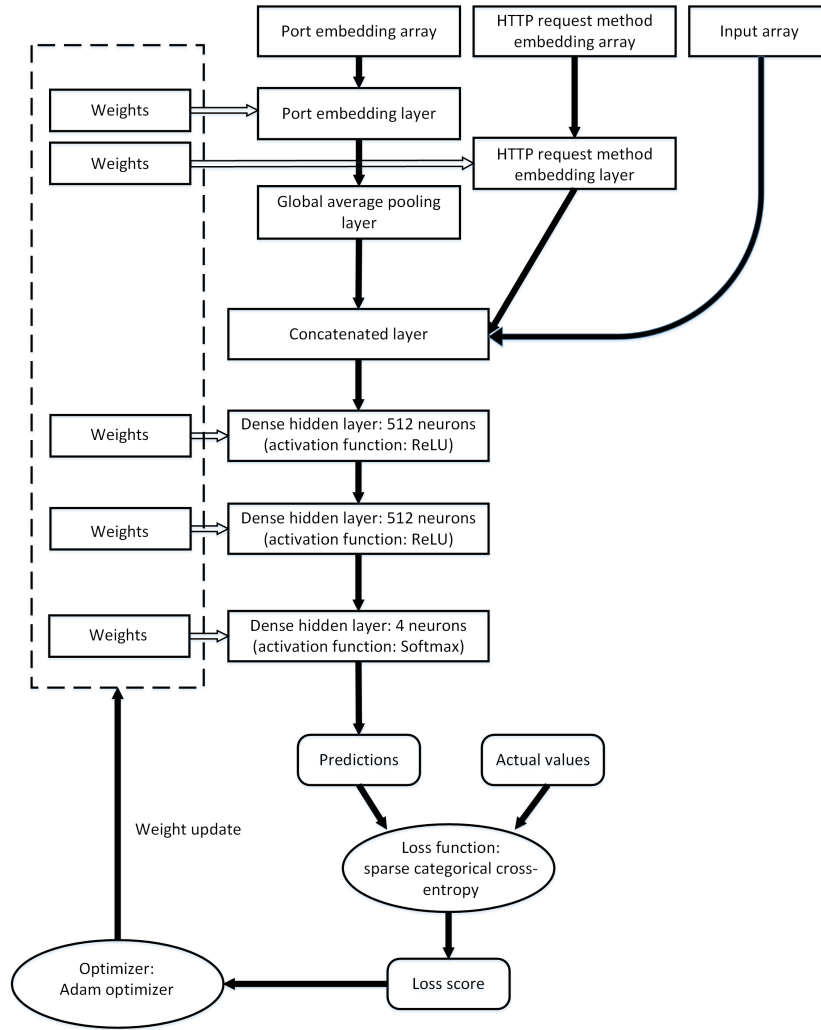 Port embedding array
HTTP request method
embedding array
Input array
Weights
Port embedding layer
Weights
HTTP request method
embedding layer
Global average pooling
layer
Concatenated layer
Weights
Dense hidden layer: 512 neurons
(activation function: ReLU)
Weights
Dense hidden layer: 512 neurons
(activation function: ReLU)
Weights
Dense hidden layer: 4 neurons
(activation function: Softmax)
Predictions
Actual values
Weight update
Loss function:
sparse categorical cross-
entropy
Optimizer:
Adam optimizer
Loss score